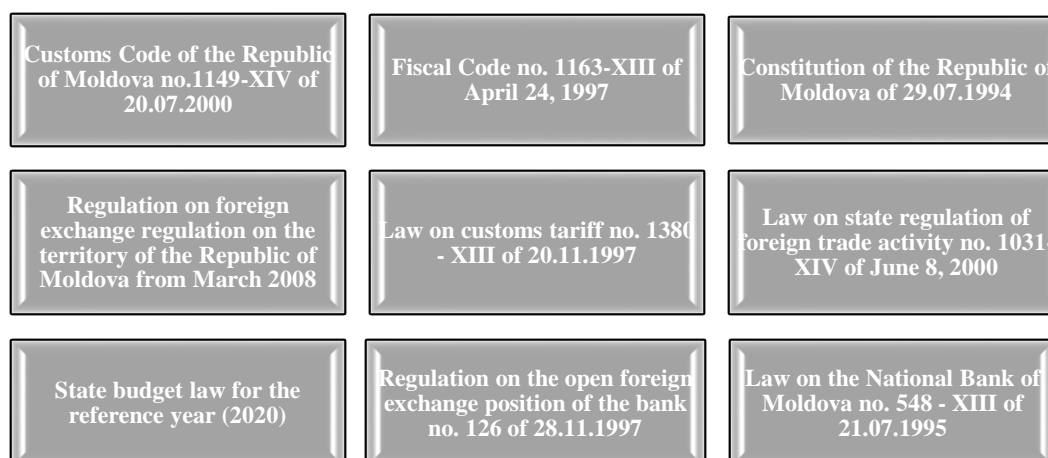 Customs Code of the Republic
of Moldova no.1149-XIV of
20.07.2000
Fiscal Code no. 1163-XIII of
April 24, 1997
Constitution of the Republic of
Moldova of 29.07.1994
Regulation on foreign
exchange regulation on the
territory of the Republic of
Moldova from March 2008
Law on customs tariff no. 1380
- XIII of 20.11.1997
Law on state regulation of
foreign trade activity no. 1031-
XIV of June 8, 2000
State budget law for the
reference year (2020)
Regulation on the open foreign
exchange position of the bank
no. 126 of 28.11.1997
Law on the National Bank of
Moldova no. 548 - XIII of
21.07.1995